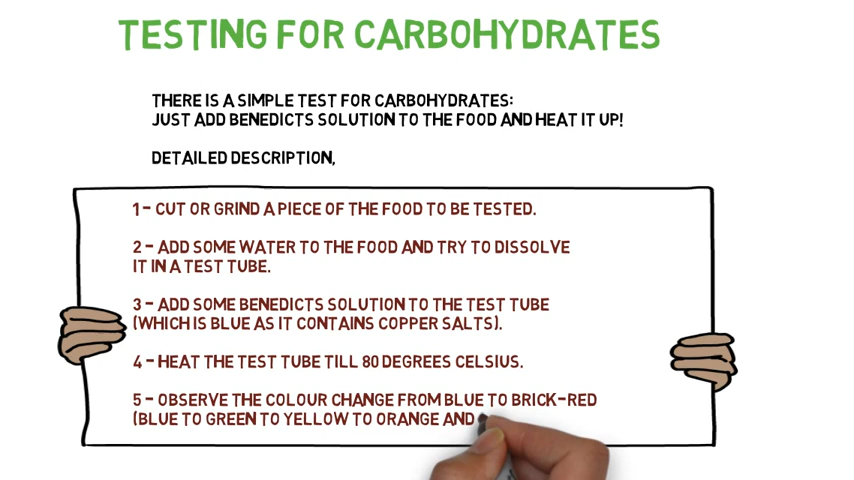 TESTING FOR CARBOHYDRATES
THERE IS A SIMPLE TEST FOR CARBOHYDRATES:
JUST ADD BENEDICTS SOLUTION TO THE FOOD AND HEAT IT UP!
DETAILED DESCRIPTION,
1 - CUT OR GRIND A PIECE OF THE FOOD TO BE TESTED.
2 - ADD SOME WATER TO THE FOOD AND TRY TO DISSOLVE
IT IN A TEST TUBE.
3 - ADD SOME BENEDICTS SOLUTION TO THE TEST TUBE
(WHICH IS BLUE AS IT CONTAINS COPPER SALTS).
4 - HEAT THE TEST TUBE TILL 80 DEGREES CELSIUS.
5 - OBSERVE THE COLOUR CHANGE FROM BLUE TO BRICK-RED
(BLUE TO GREEN TO YELLOW TO ORANGE AND